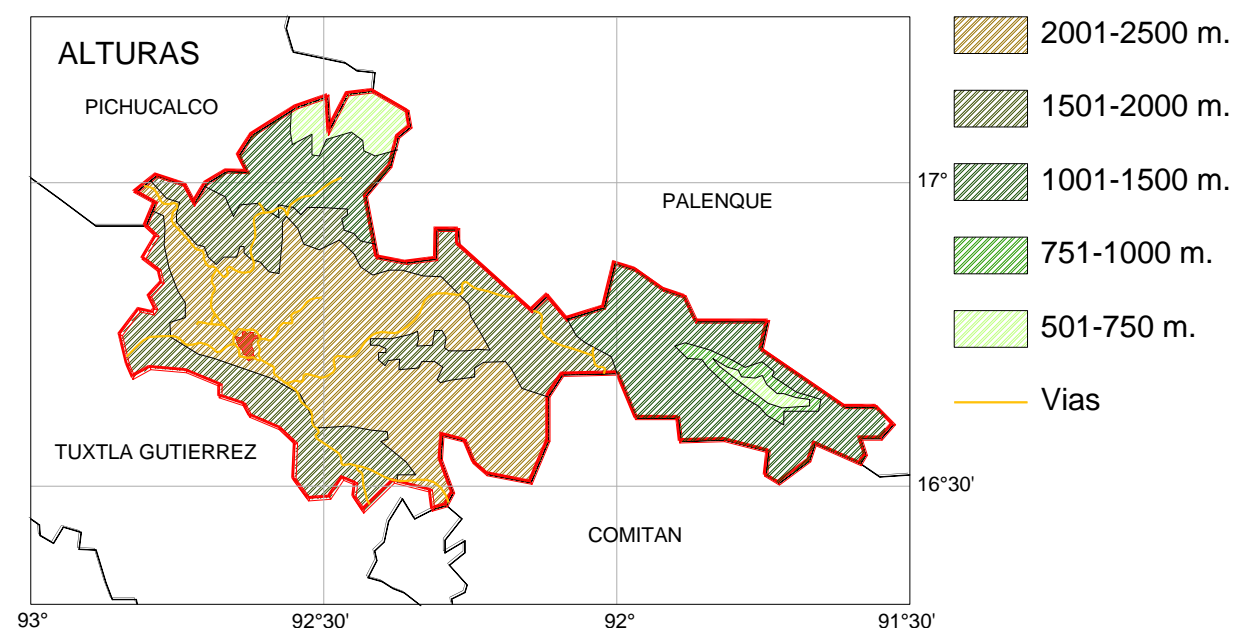 ALTURAS
PICHUCALCO
PALENQUE
TUXTLA GUTIERREZ
COMITAN
17°
16°30'
93°
92°30'
92°
91°30'
2001-2500 m.
1501-2000 m.
1001-1500 m.
751-1000 m.
501-750 m.
Vias